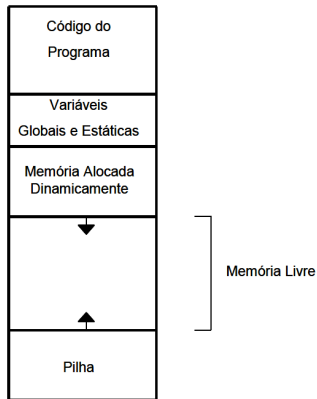 Código do
Programa
Variáveis
Globais e Estáticas
Memória Alocada
Dinamicamente
Memória Livre
Pilha